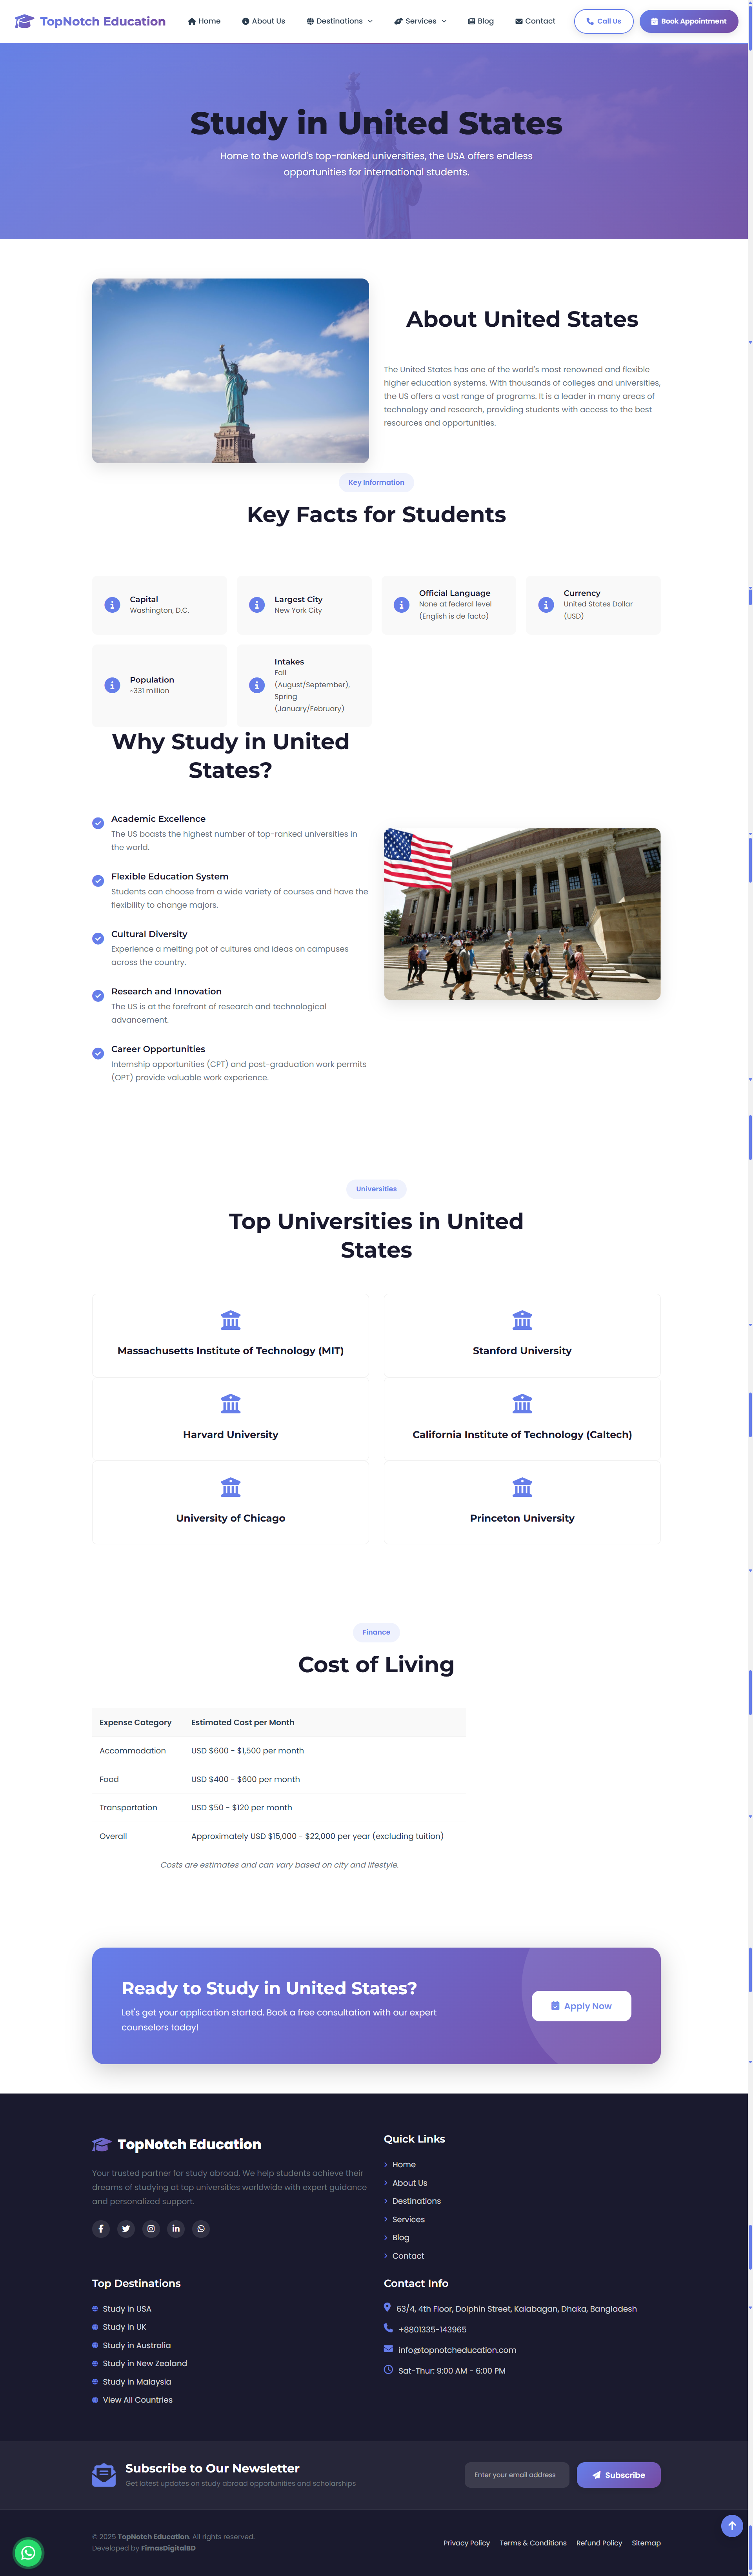 TopNotch Education
Home
About Us
Destinations
Services
Blog
Contact
Call Us
Book Appointment
Study in United States
Home to the world's top-ranked universities, the USA offers endless
opportunities for international students.
About United States
The United States has one of the world's most renowned and flexible
higher education systems. With thousands of colleges and universities,
the US offers a vast range of programs. It is a leader in many areas of
technology and research, providing students with access to the best
resources and opportunities.
Key Information
Key Facts for Students
Capital
Washington, D.C.
Largest City
New York City
Official Language
None at federal level
(English is de facto)
Currency
United States Dollar
(USD)
Population
~331 million
Intakes
Fall
(August/September),
Spring
(January/February)
Why Study in United
States?
Academic Excellence
The US boasts the highest number of top-ranked universities in
the world.
Flexible Education System
Students can choose from a wide variety of courses and have the
flexibility to change majors.
Cultural Diversity
Experience a melting pot of cultures and ideas on campuses
across the country.
Research and Innovation
The US is at the forefront of research and technological
advancement.
Career Opportunities
Internship opportunities (CPT) and post-graduation work permits
(OPT) provide valuable work experience.
Universities
Top Universities in United
States
Massachusetts Institute of Technology (MIT)
Stanford University
Harvard University
California Institute of Technology (Caltech)
University of Chicago
Princeton University
Finance
Cost of Living
Expense Category
Estimated Cost per Month
Accommodation
USD $600 - $1,500 per month
Food
USD $400 - $600 per month
Transportation
USD $50 - $120 per month
Overall
Approximately USD $15,000 - $22,000 per year (excluding tuition)
Costs are estimates and can vary based on city and lifestyle.
Ready to Study in United States?
Let's get your application started. Book a free consultation with our expert
counselors today!
Apply Now
TopNotch Education
Your trusted partner for study abroad. We help students achieve their
dreams of studying at top universities worldwide with expert guidance
and personalized support.
Quick Links
Home
About Us
Destinations
Services
Blog
Contact
Top Destinations
Study in USA
Study in UK
Study in Australia
Study in New Zealand
Study in Malaysia
View All Countries
Contact Info
63/4, 4th Floor, Dolphin Street, Kalabagan, Dhaka, Bangladesh
+8801335-143965
info@topnotcheducation.com
Sat-Thur: 9:00 AM - 6:00 PM
Subscribe to Our Newsletter
Get latest updates on study abroad opportunities and scholarships
Enter your email address
Subscribe
© 2025 TopNotch Education. All rights reserved.
Developed by FirnasDigitalBD
Privacy Policy
Terms & Conditions
Refund Policy
Sitemap